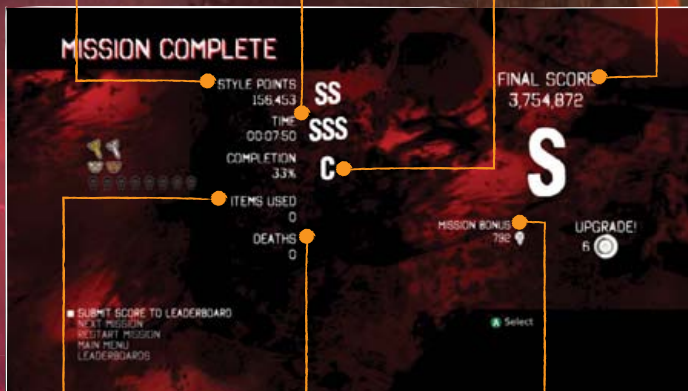 MISSION COMPLETE
STYLE POINTS
156,453
SS
TIME
00:07:50
SSS
COMPLETION
33%
C
ITEMS USED
0
DEATHS
0
FINAL SCORE
3,754,872
S
MISSION BONUS
792
UPGRADE!
6
SUBMIT SCORE TO LEADERBOARD
NEXT MISSION
RESTART MISSION
MAIN MENU
LEADERBOARDS
A Select